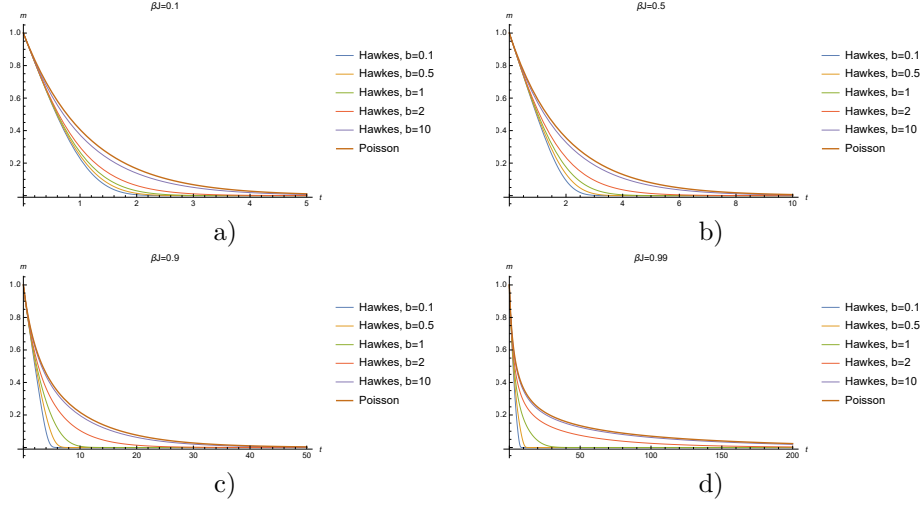 βJ=0.1
m
1.0
0.8
0.6
0.4
0.2
1
2
3
4
5
t
Hawkes, b=0.1
Hawkes, b=0.5
Hawkes, b=1
Hawkes, b=2
Hawkes, b=10
Poisson
a)
βJ=0.5
m
1.0
0.8
0.6
0.4
0.2
2
4
6
8
10
t
Hawkes, b=0.1
Hawkes, b=0.5
Hawkes, b=1
Hawkes, b=2
Hawkes, b=10
Poisson
b)
βJ=0.9
m
1.0
0.8
0.6
0.4
0.2
10
20
30
40
50
t
Hawkes, b=0.1
Hawkes, b=0.5
Hawkes, b=1
Hawkes, b=2
Hawkes, b=10
Poisson
c)
βJ=0.99
m
1.0
0.8
0.6
0.4
0.2
50
100
150
200
t
Hawkes, b=0.1
Hawkes, b=0.5
Hawkes, b=1
Hawkes, b=2
Hawkes, b=10
Poisson
d)